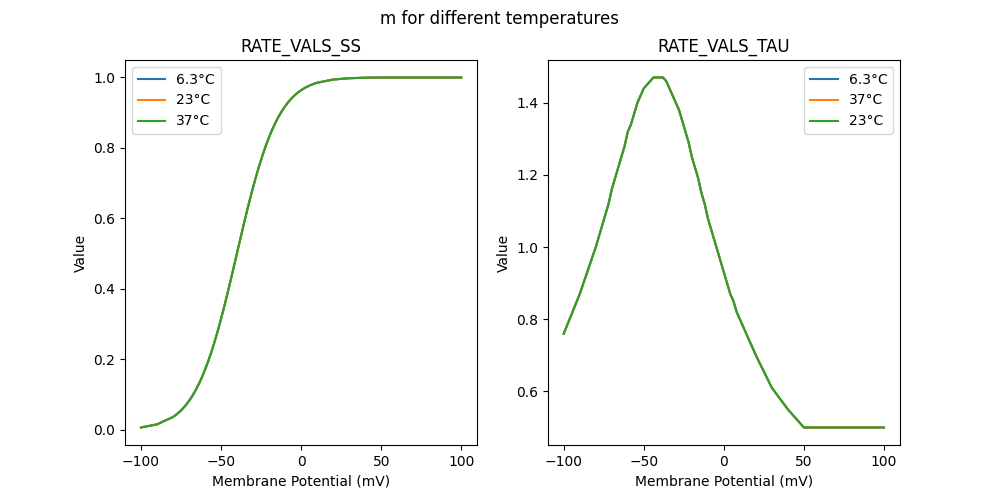 m for different temperatures
RATE_VALS_SS
1.0
0.8
0.6
0.4
0.2
0.0
Value
6.3°C
23°C
37°C
−100
−50
0
50
100
Membrane Potential (mV)
RATE_VALS_TAU
1.4
1.2
1.0
0.8
0.6
Value
6.3°C
37°C
23°C
−100
−50
0
50
100
Membrane Potential (mV)